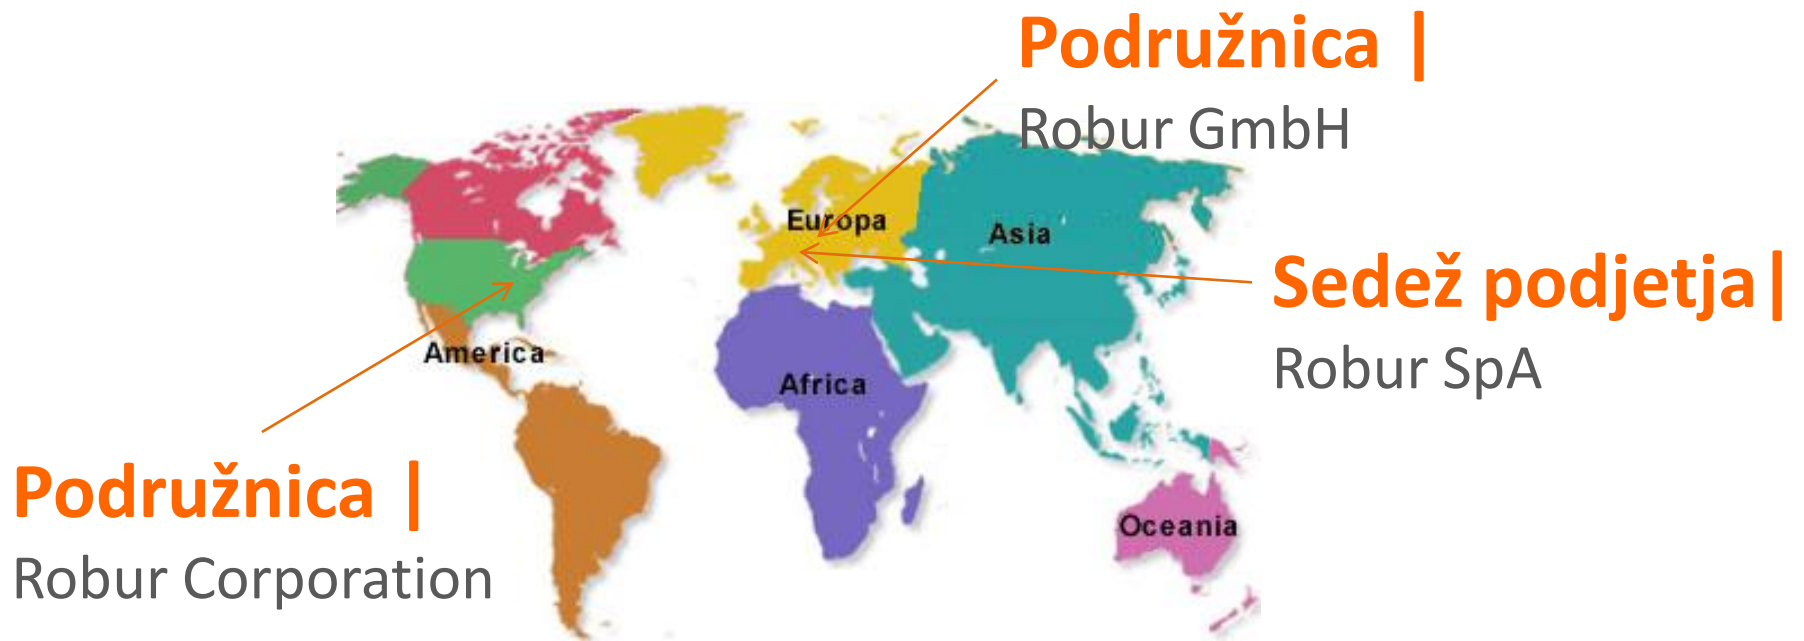 Podružnica |
Robur GmbH
Europa
Asia
Sedež podjetja|
Robur SpA
America
Africa
Podružnica |
Robur Corporation
Oceania